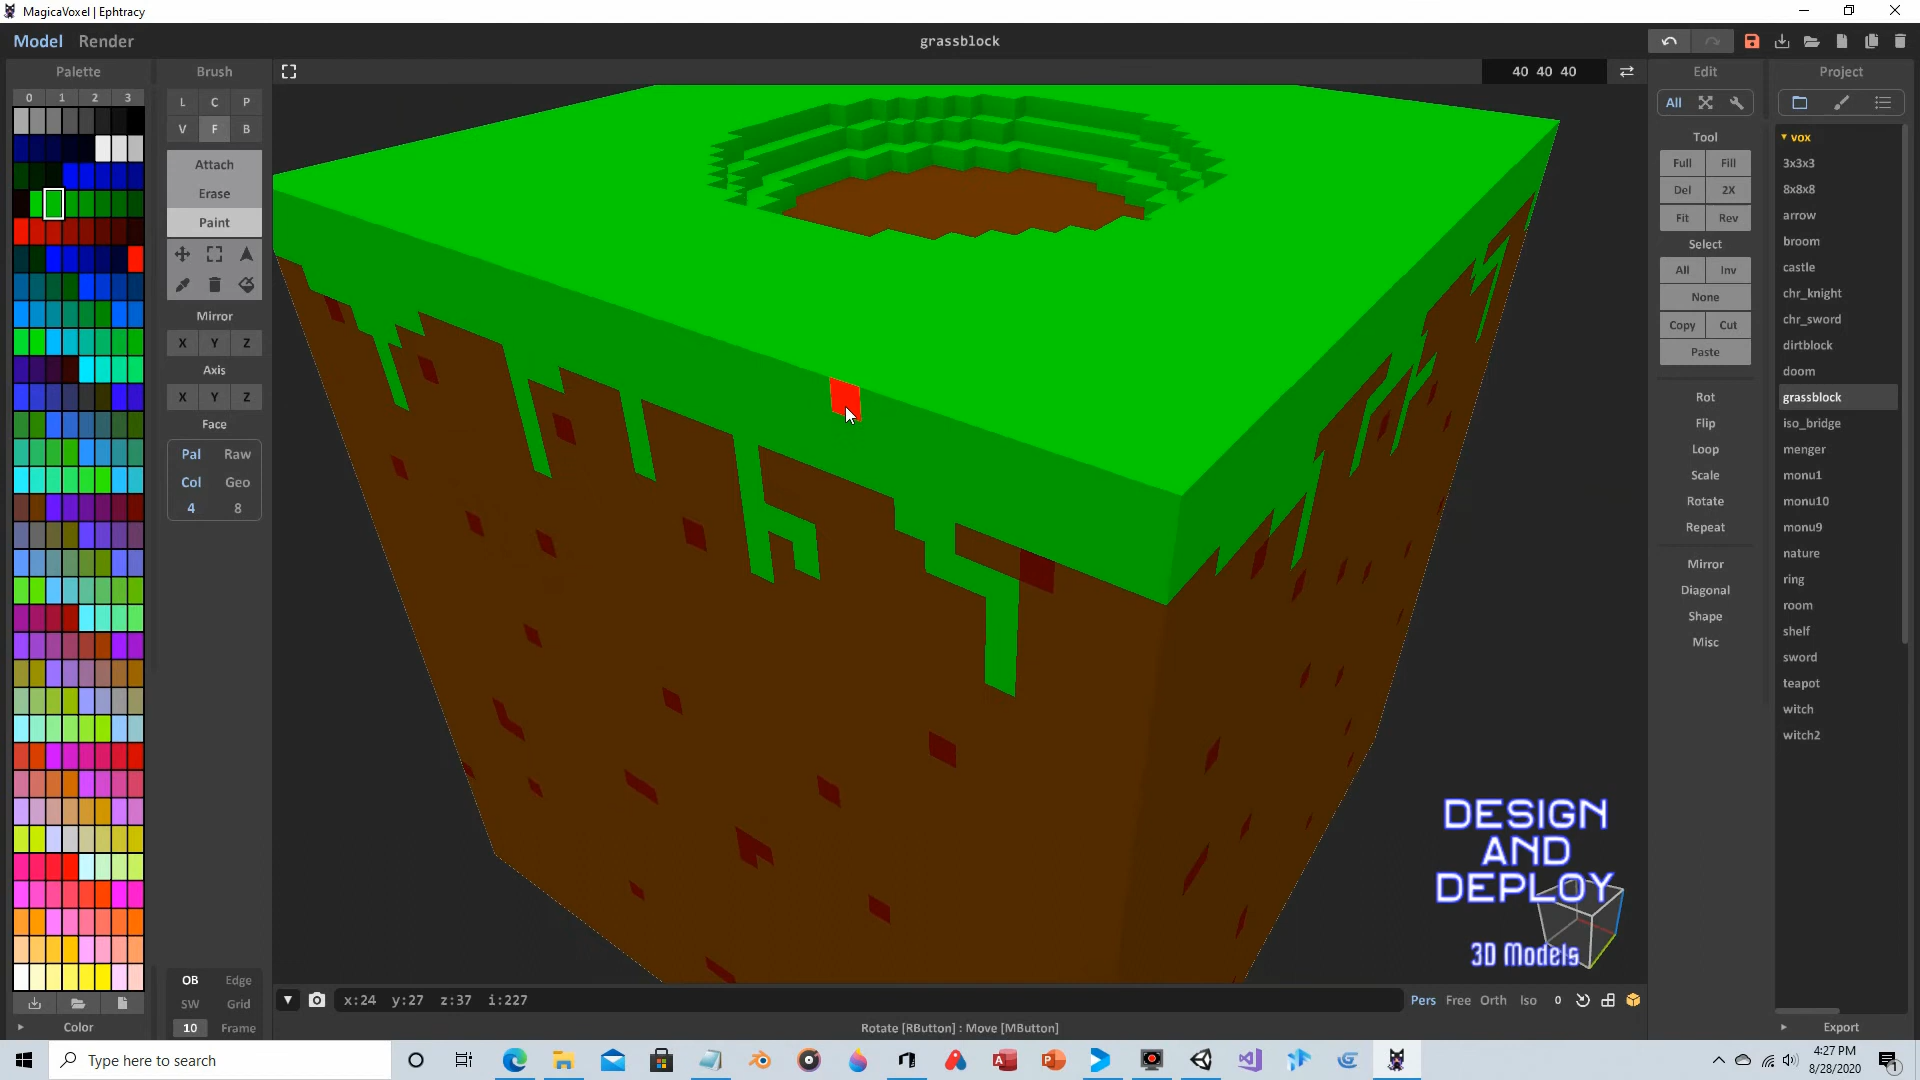 MagicaVoxel | Ephtracy
Model Render
grassblock
Palette
Brush
40 40 40
Edit
Project
0 1 2 3
L C P
V F B
Attach
Erase
Paint
Mirror
X Y Z
Axis
X Y Z
Face
Pal Raw
Col Geo
4 8
OB Edge
SW Grid
10 Frame
Color
All
Tool
Full Fill
Del 2X
Fit Rev
Select
All Inv
None
Copy Cut
Paste
Rot
Flip
Loop
Scale
Rotate
Repeat
Mirror
Diagonal
Shape
Misc
vox
3x3x3
8x8x8
arrow
broom
castle
chr_knight
chr_sword
dirtblock
doom
grassblock
iso_bridge
menger
monu1
monu10
monu9
nature
ring
room
shelf
sword
teapot
witch
witch2
DESIGN
AND
DEPLOY
3D Models
x:24 y:27 z:37 i:227
Pers Free Orth Iso 0
Rotate [RButton] : Move [MButton]
Export
Type here to search
4:27 PM
8/28/2020
1